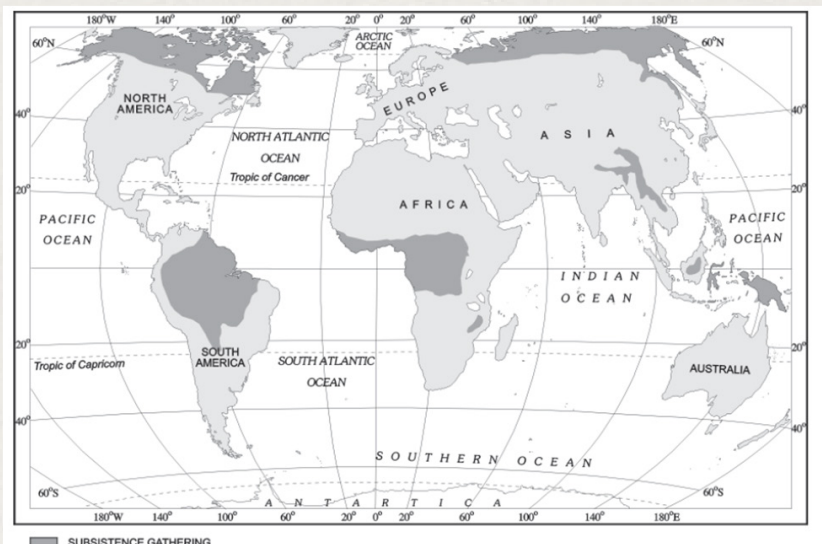 180°W 140° 100° 60° 20° 0° 20° 60° 100° 140° 180°E
ARCTIC
OCEAN
60°N 60°N
NORTH
AMERICA
EUROPE
40° 40°
ASIA
NORTH ATLANTIC
OCEAN
Tropic of Cancer
20° 20°
AFRICA
PACIFIC
OCEAN
PACIFIC
OCEAN
INDIAN
OCEAN
20° 20°
SOUTH
AMERICA
Tropic of Capricorn
SOUTH ATLANTIC
OCEAN
AUSTRALIA
40° 40°
SOUTHERN OCEAN
60°S 60°S
ANTARTICA
180°W 140° 100° 60° 20° 0° 20° 60° 100° 140° 180°E
SUBSISTENCE GATHERING